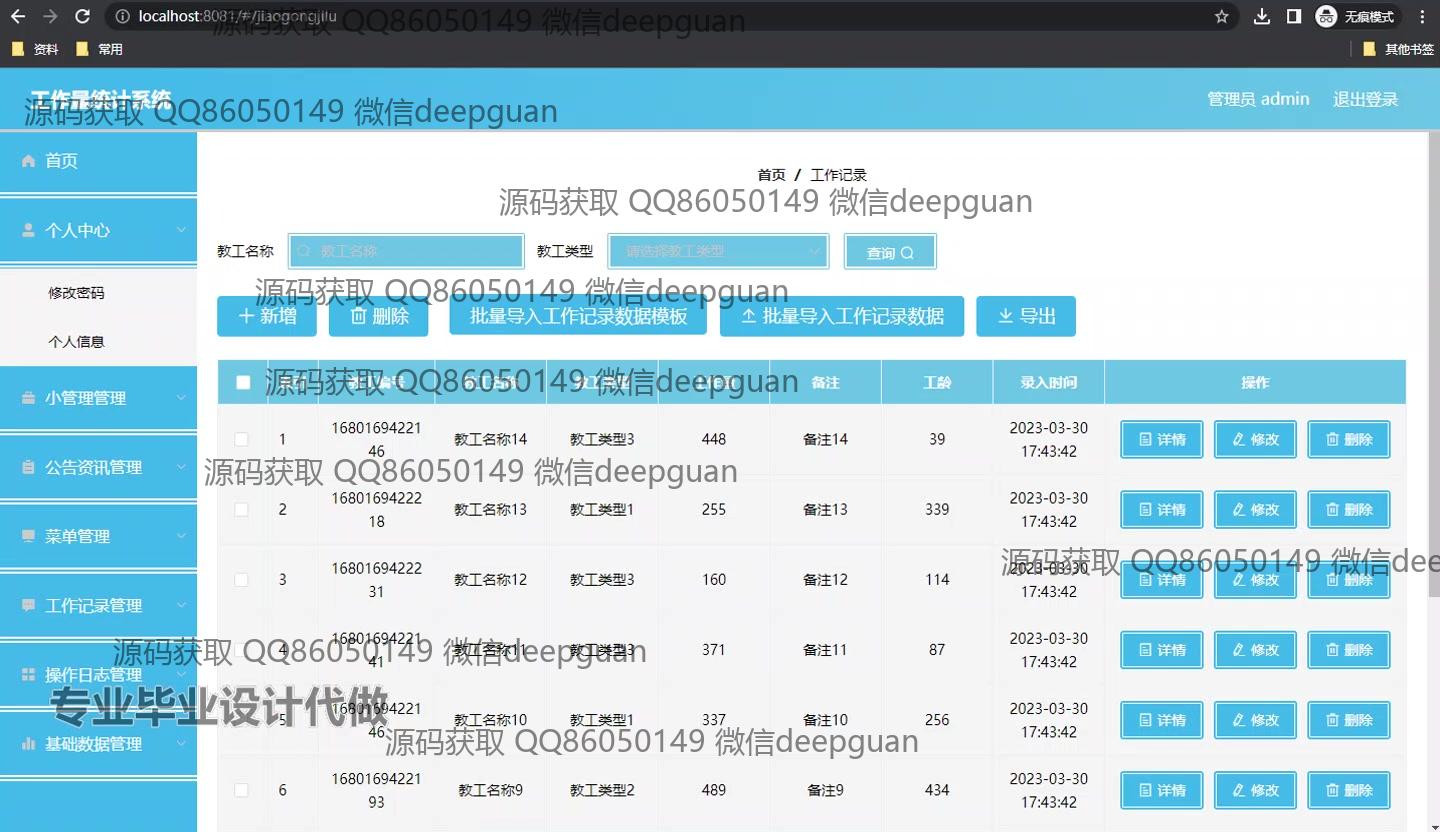 localhost:8081/#/jiaogongjilu
无痕模式
源码获取 QQ86050149 微信deepguan
资料
常用
其他书签
工作量统计系统
管理员 admin
退出登录
源码获取 QQ86050149 微信deepguan
首页
首页 / 工作记录
源码获取 QQ86050149 微信deepguan
个人中心
教工名称
教工名称
教工类型
请选择教工类型
查询
修改密码
源码获取 QQ86050149 微信deepguan
新增
删除
批量导入工作记录数据模板
批量导入工作记录数据
导出
个人信息
源码获取 QQ86050149 微信deepguan
备注
工龄
录入时间
操作
小管理管理
1
16801694221
46
教工名称14
教工类型3
448
备注14
39
2023-03-30
17:43:42
详情
修改
删除
公告资讯管理
源码获取 QQ86050149 微信deepguan
2
16801694222
18
教工名称13
教工类型1
255
备注13
339
2023-03-30
17:43:42
详情
修改
删除
菜单管理
源码获取 QQ86050149 微信dee
3
16801694222
31
教工名称12
教工类型3
160
备注12
114
2023-03-30
17:43:42
详情
修改
删除
工作记录管理
源码获取 QQ86050149 微信deepguan
4
16801694221
41
教工名称11
教工类型3
371
备注11
87
2023-03-30
17:43:42
详情
修改
删除
操作日志管理
专业毕业设计代做
5
16801694221
46
教工名称10
教工类型1
337
备注10
256
2023-03-30
17:43:42
详情
修改
删除
基础数据管理
源码获取 QQ86050149 微信deepguan
6
16801694221
93
教工名称9
教工类型2
489
备注9
434
2023-03-30
17:43:42
详情
修改
删除